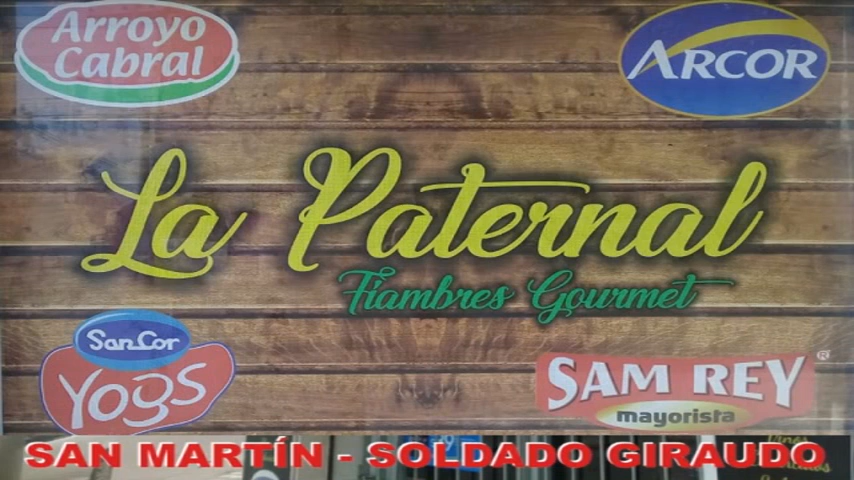 Arroyo
Cabral
ARCOR
La Paternal
Fiambres Gourmet
SanCor
Yogs
SAM REY®
mayorista
SAN MARTÍN - SOLDADO GIRAUDO